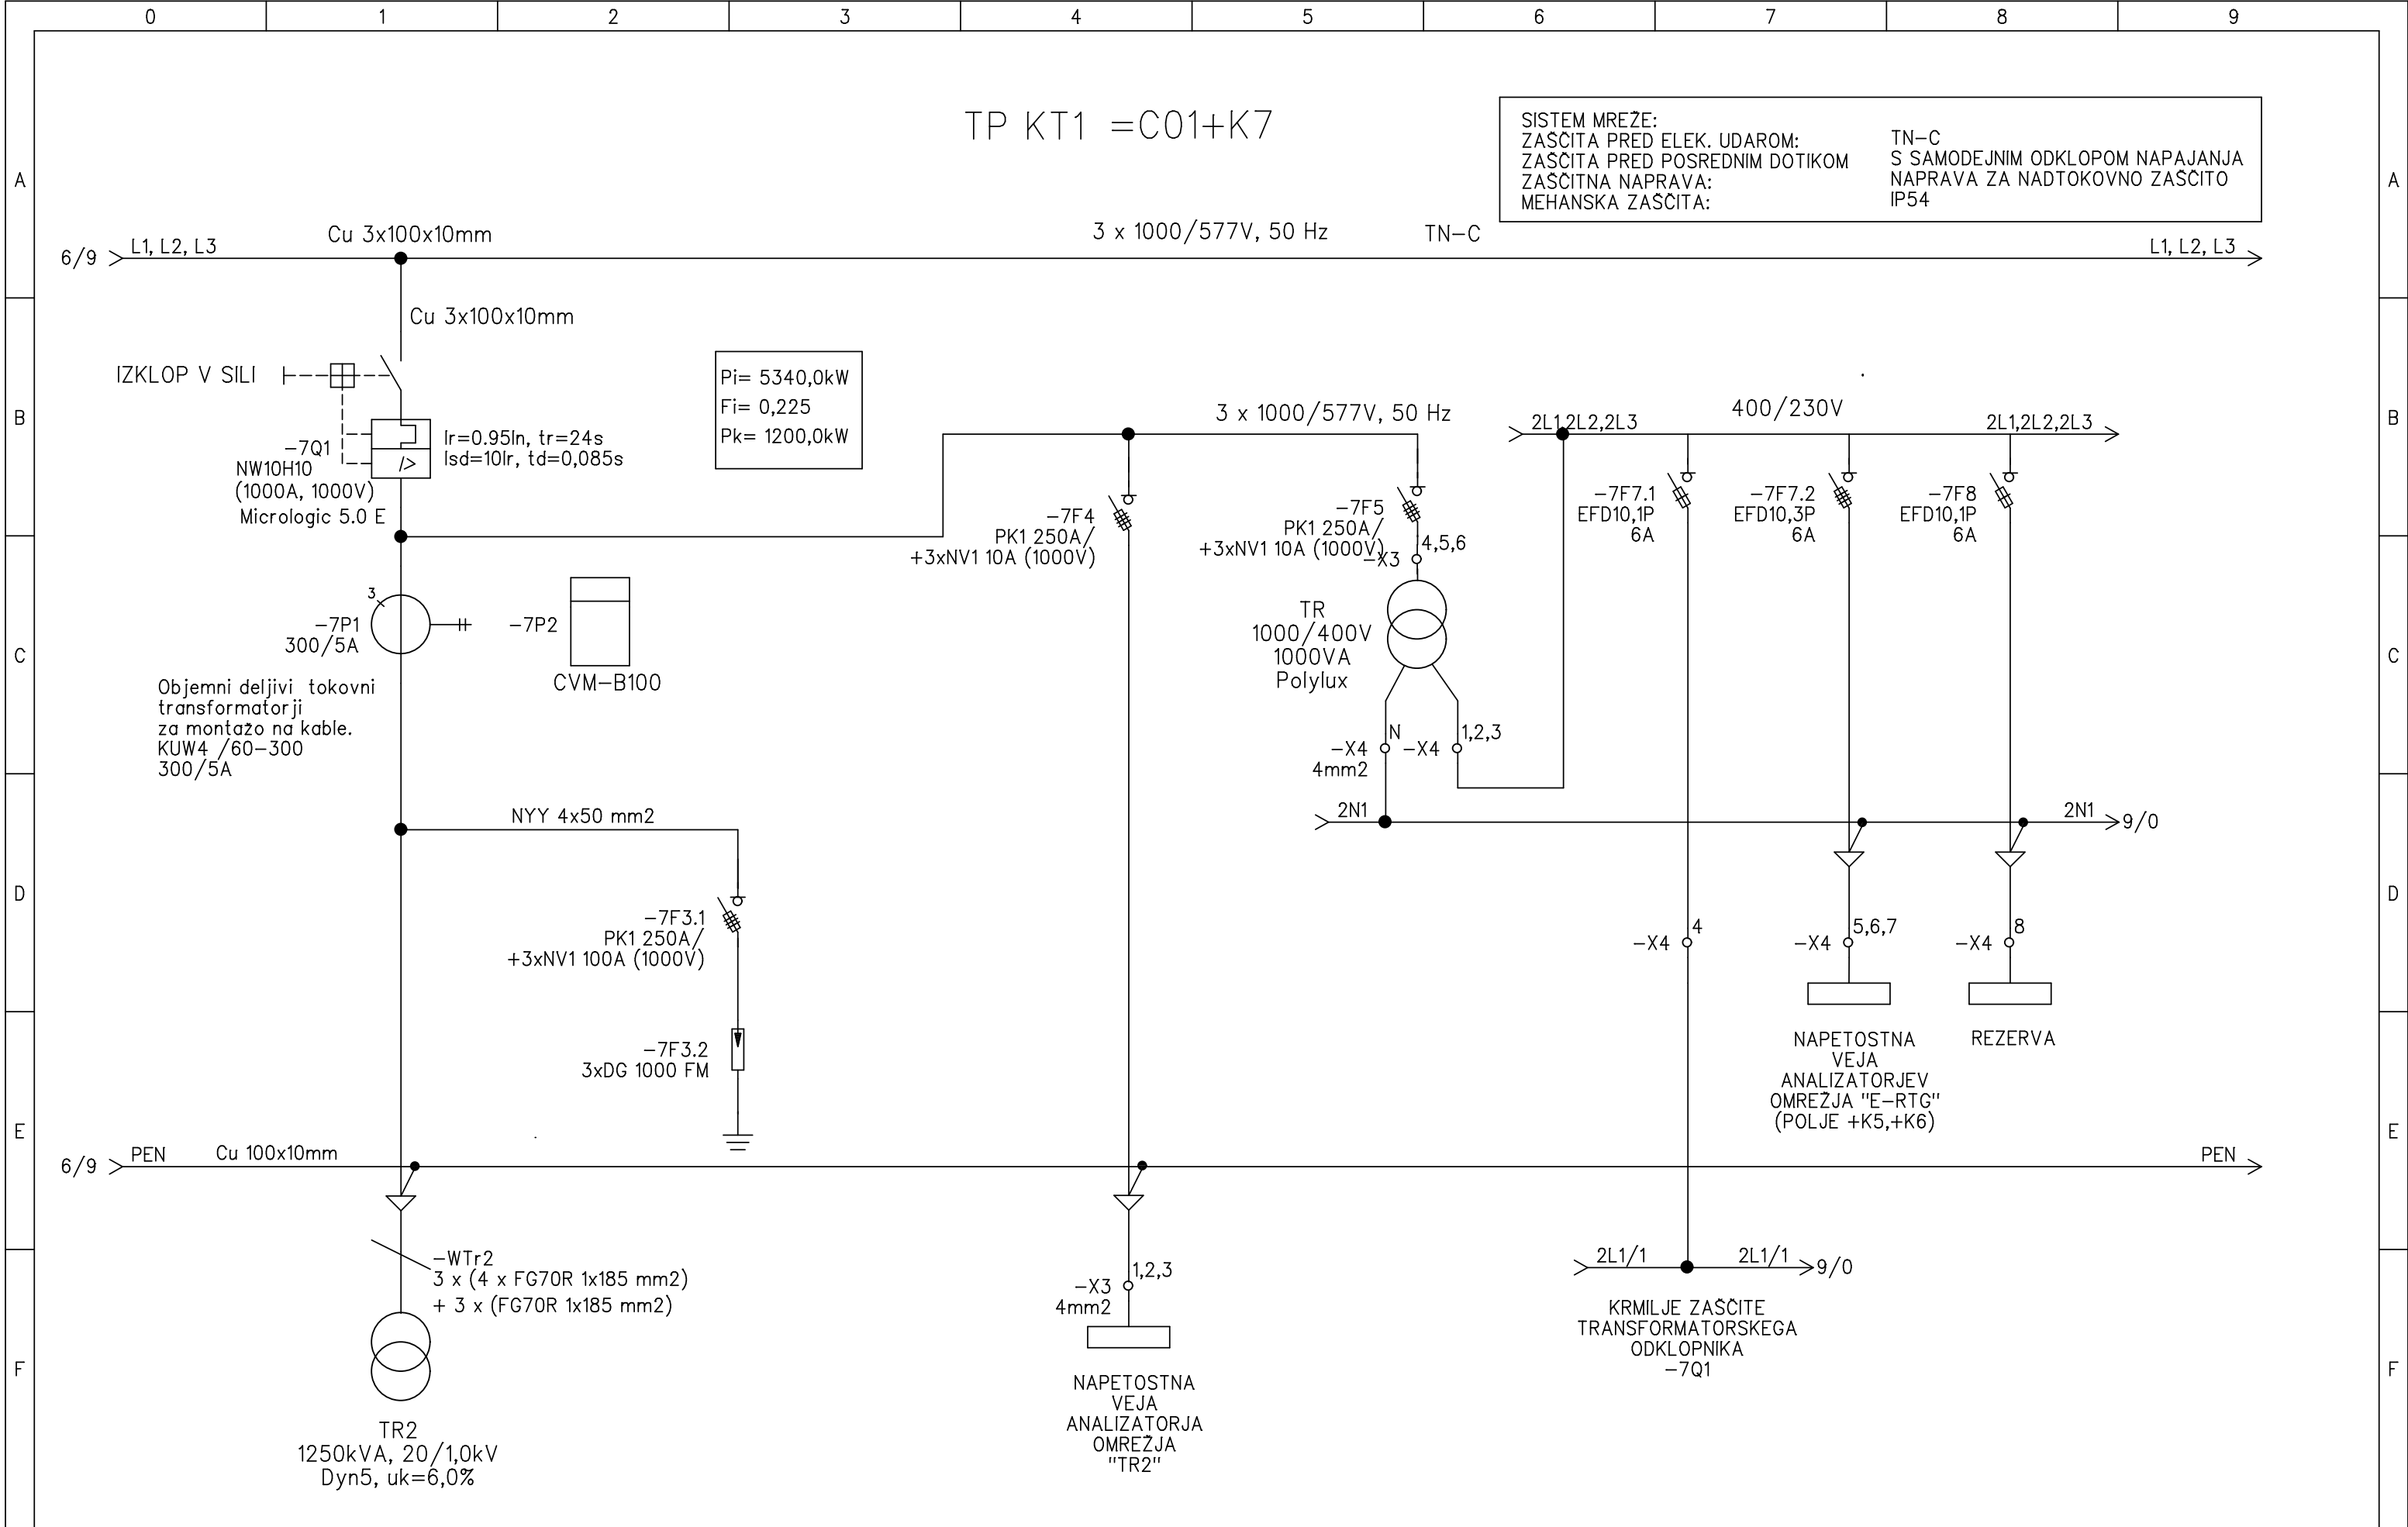 0 1 2 3 4 5 6 7 8 9
TP KT1 =C01+K7
SISTEM MREŽE:
ZAŠČITA PRED ELEK. UDAROM:
ZAŠČITA PRED POSREDNIM DOTIKOM
ZAŠČITNA NAPRAVA:
MEHANSKA ZAŠČITA:
TN-C
S SAMODEJNIM ODKLOPOM NAPAJANJA
NAPRAVA ZA NADTOKOVNO ZAŠČITO
IP54
A
A
6/9
L1, L2, L3
Cu 3x100x10mm
3 x 1000/577V, 50 Hz
TN-C
L1, L2, L3
Cu 3x100x10mm
IZKLOP V SILI
-7Q1
NW10H10
(1000A, 1000V)
Micrologic 5.0 E
I>
Ir=0.95In, tr=24s
Isd=10Ir, td=0,085s
Pi= 5340,0kW
Fi= 0,225
Pk= 1200,0kW
B
B
3 x 1000/577V, 50 Hz
2L1,2L2,2L3
400/230V
2L1,2L2,2L3
-7F4
PK1 250A/
+3xNV1 10A (1000V)
-7F5
PK1 250A/
+3xNV1 10A (1000V)
-X3
4,5,6
-7F7.1
EFD10,1P
6A
-7F7.2
EFD10,3P
6A
-7F8
EFD10,1P
6A
3
-7P1
300/5A
-7P2
CVM-B100
TR
1000/400V
1000VA
Polylux
C
C
Objemni deljivi tokovni
transformatorji
za montažo na kable.
KUW4 /60-300
300/5A
N
-X4
4mm2
-X4
1,2,3
NYY 4x50 mm2
2N1
2N1
9/0
D
D
-7F3.1
PK1 250A/
+3xNV1 100A (1000V)
-X4
4
-X4
5,6,7
-X4
8
-7F3.2
3xDG 1000 FM
NAPETOSTNA
VEJA
ANALIZATORJEV
OMREŽJA "E-RTG"
(POLJE +K5,+K6)
REZERVA
E
E
6/9
PEN
Cu 100x10mm
PEN
-WTr2
3 x (4 x FG7OR 1x185 mm2)
+ 3 x (FG7OR 1x185 mm2)
-X3
4mm2
1,2,3
2L1/1
2L1/1
9/0
KRMILJE ZAŠČITE
TRANSFORMATORSKEGA
ODKLOPNIKA
-7Q1
F
F
NAPETOSTNA
VEJA
ANALIZATORJA
OMREŽJA
"TR2"
TR2
1250kVA, 20/1,0kV
Dyn5, uk=6,0%